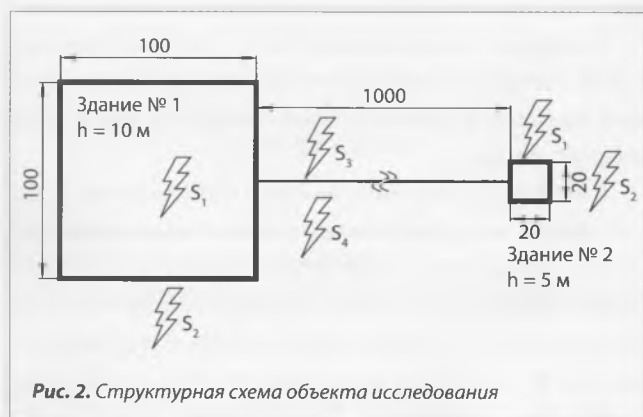 100
Здание № 1
h = 10 м
1000
100
S₁
S₃
S₁
S₂
20
S₄
20
Здание № 2
h = 5 м
S₂
Рис. 2. Структурная схема объекта исследования